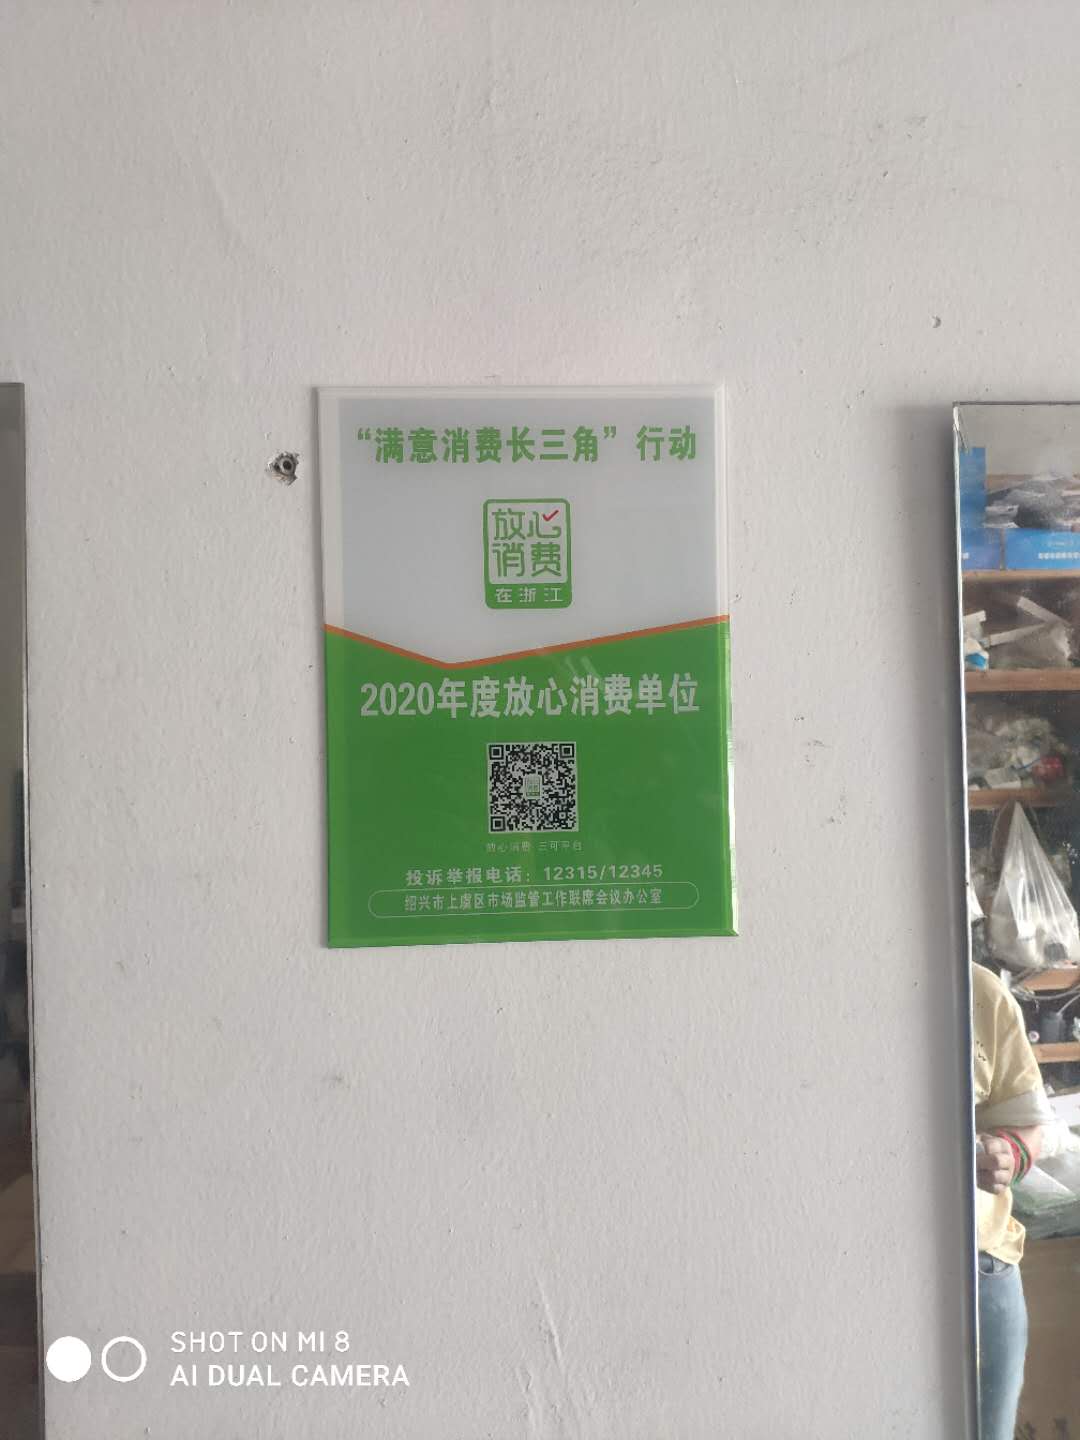 “满意消费长三角”行动
放心
消费
在浙江
2020年度放心消费单位
放心消费 三可平台
投诉举报电话：12315/12345
绍兴市上虞区市场监管工作联席会议办公室
SHOT ON MI 8
AI DUAL CAMERA